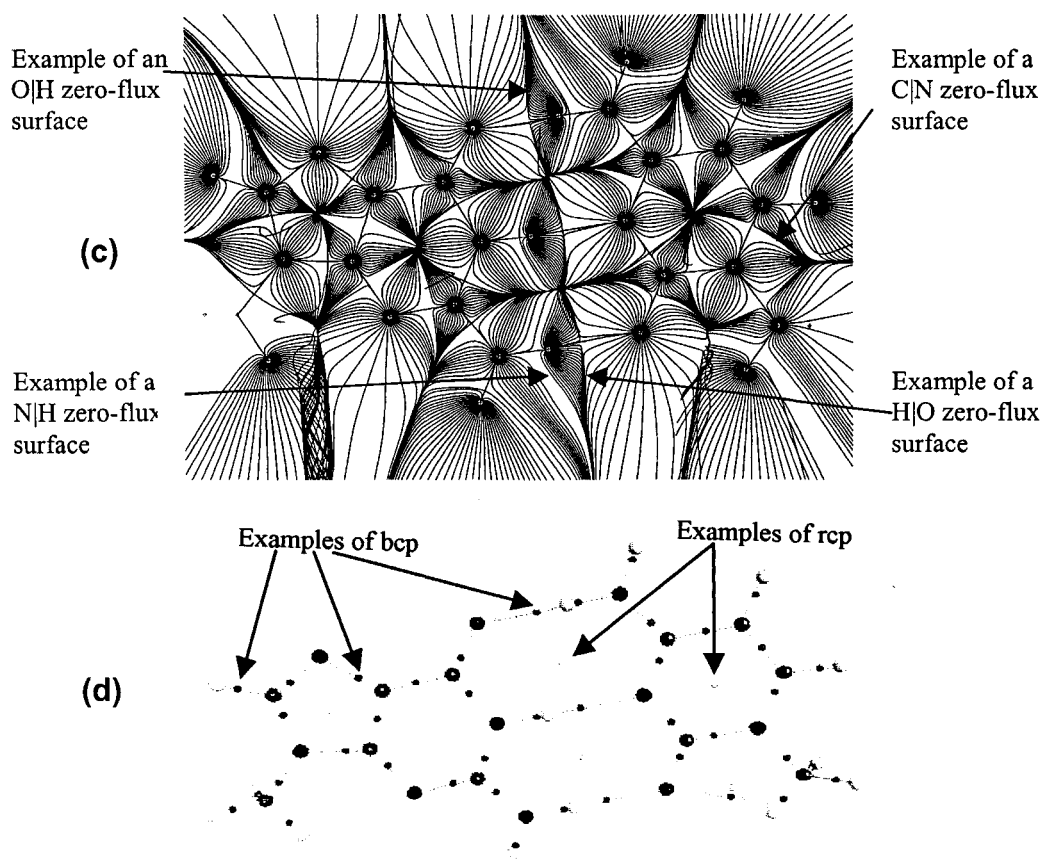 Example of an
O|H zero-flux
surface
Example of a
C|N zero-flux
surface
(c)
Example of a
N|H zero-flux
surface
Example of a
H|O zero-flux
surface
Examples of bcp
Examples of rcp
(d)